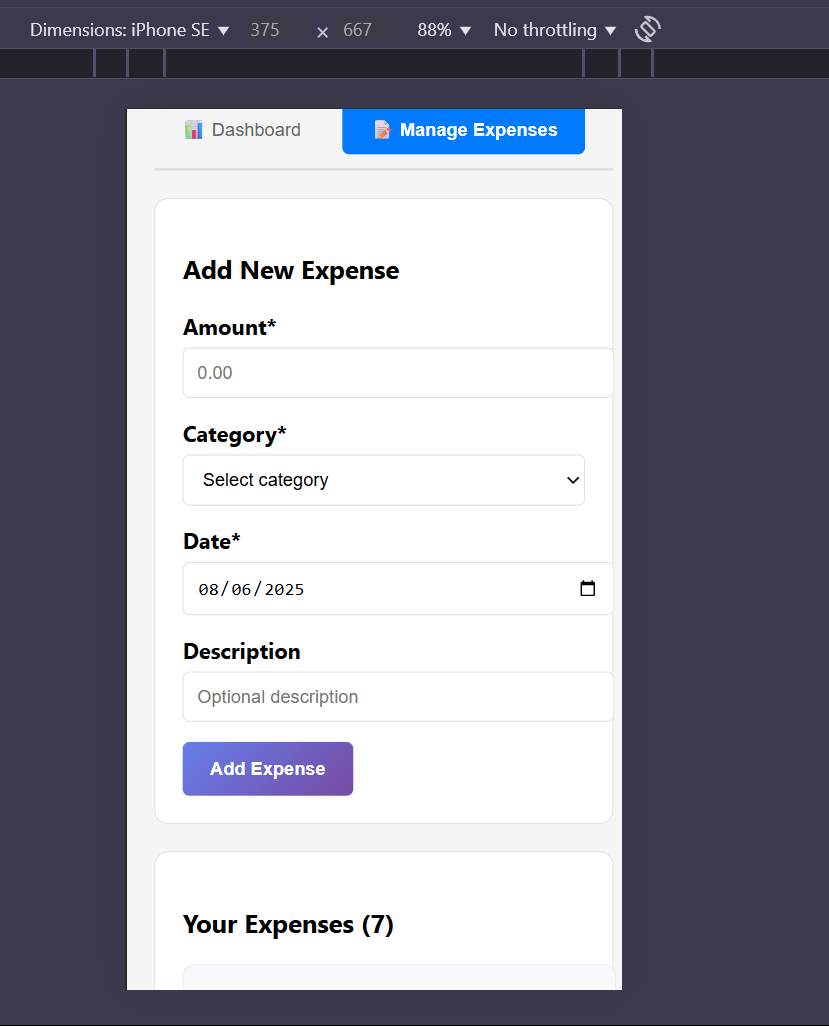 Dimensions: iPhone SE ▼ 375 × 667 88% ▼ No throttling ▼
Dashboard Manage Expenses
Add New Expense
Amount*
0.00
Category*
Select category
Date*
08/06/2025
Description
Optional description
Add Expense
Your Expenses (7)